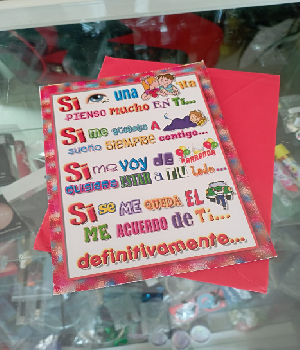 Si una
PIENSO MUCHO EN TI...
Si me A
sueño SIEMPRE contigo...
Si me voy de PARRANDA
QUISIERA ESTAR a TU lado...
Si se ME QUEDA EL
ME ACUERDO de Ti...
definitivamente...